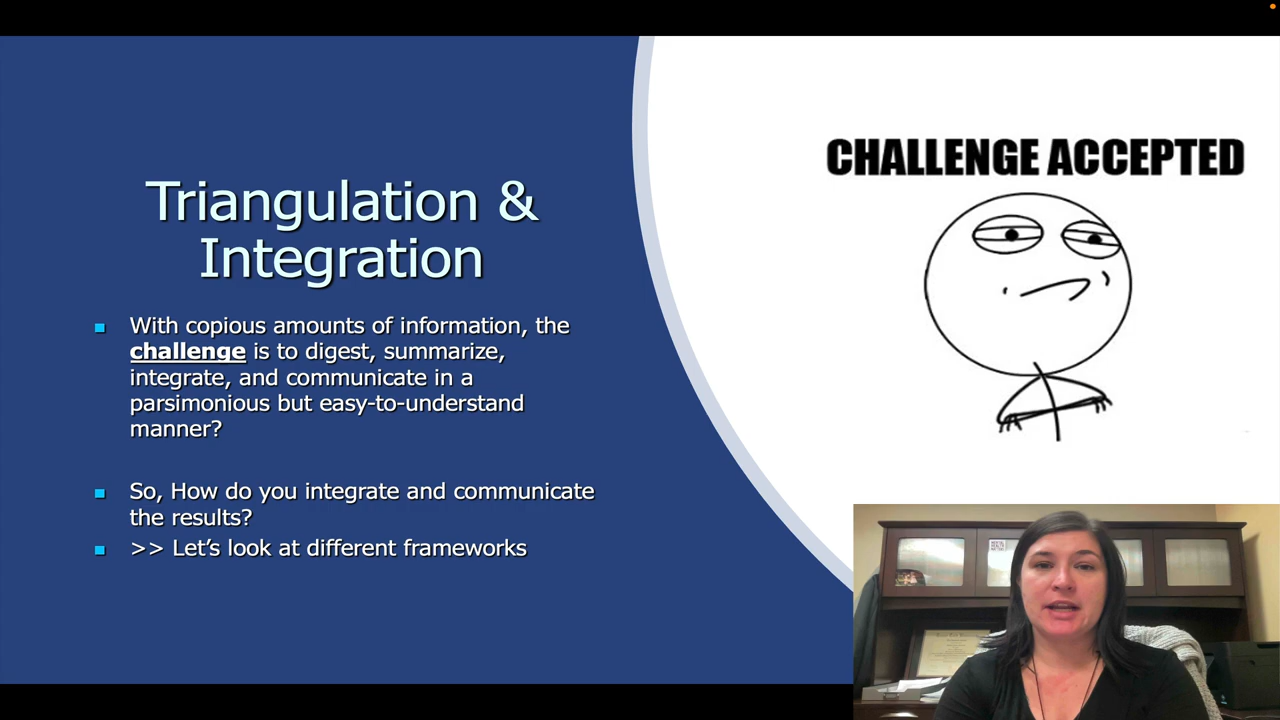 Triangulation &
Integration
With copious amounts of information, the
challenge is to digest, summarize,
integrate, and communicate in a
parsimonious but easy-to-understand
manner?
So, How do you integrate and communicate
the results?
>> Let's look at different frameworks
CHALLENGE ACCEPTED